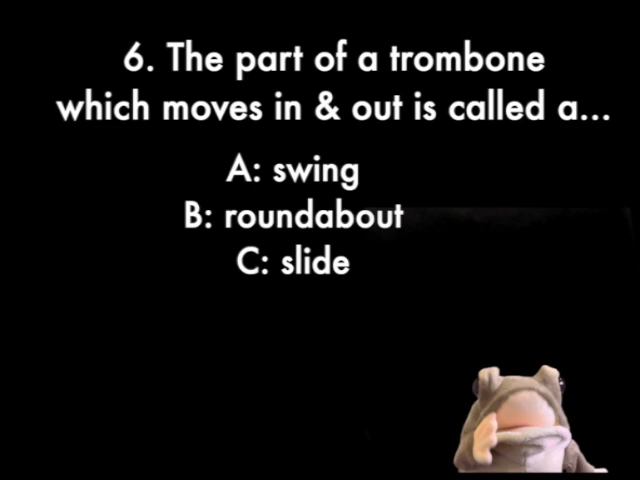 6. The part of a trombone
which moves in & out is called a...
A: swing
B: roundabout
C: slide